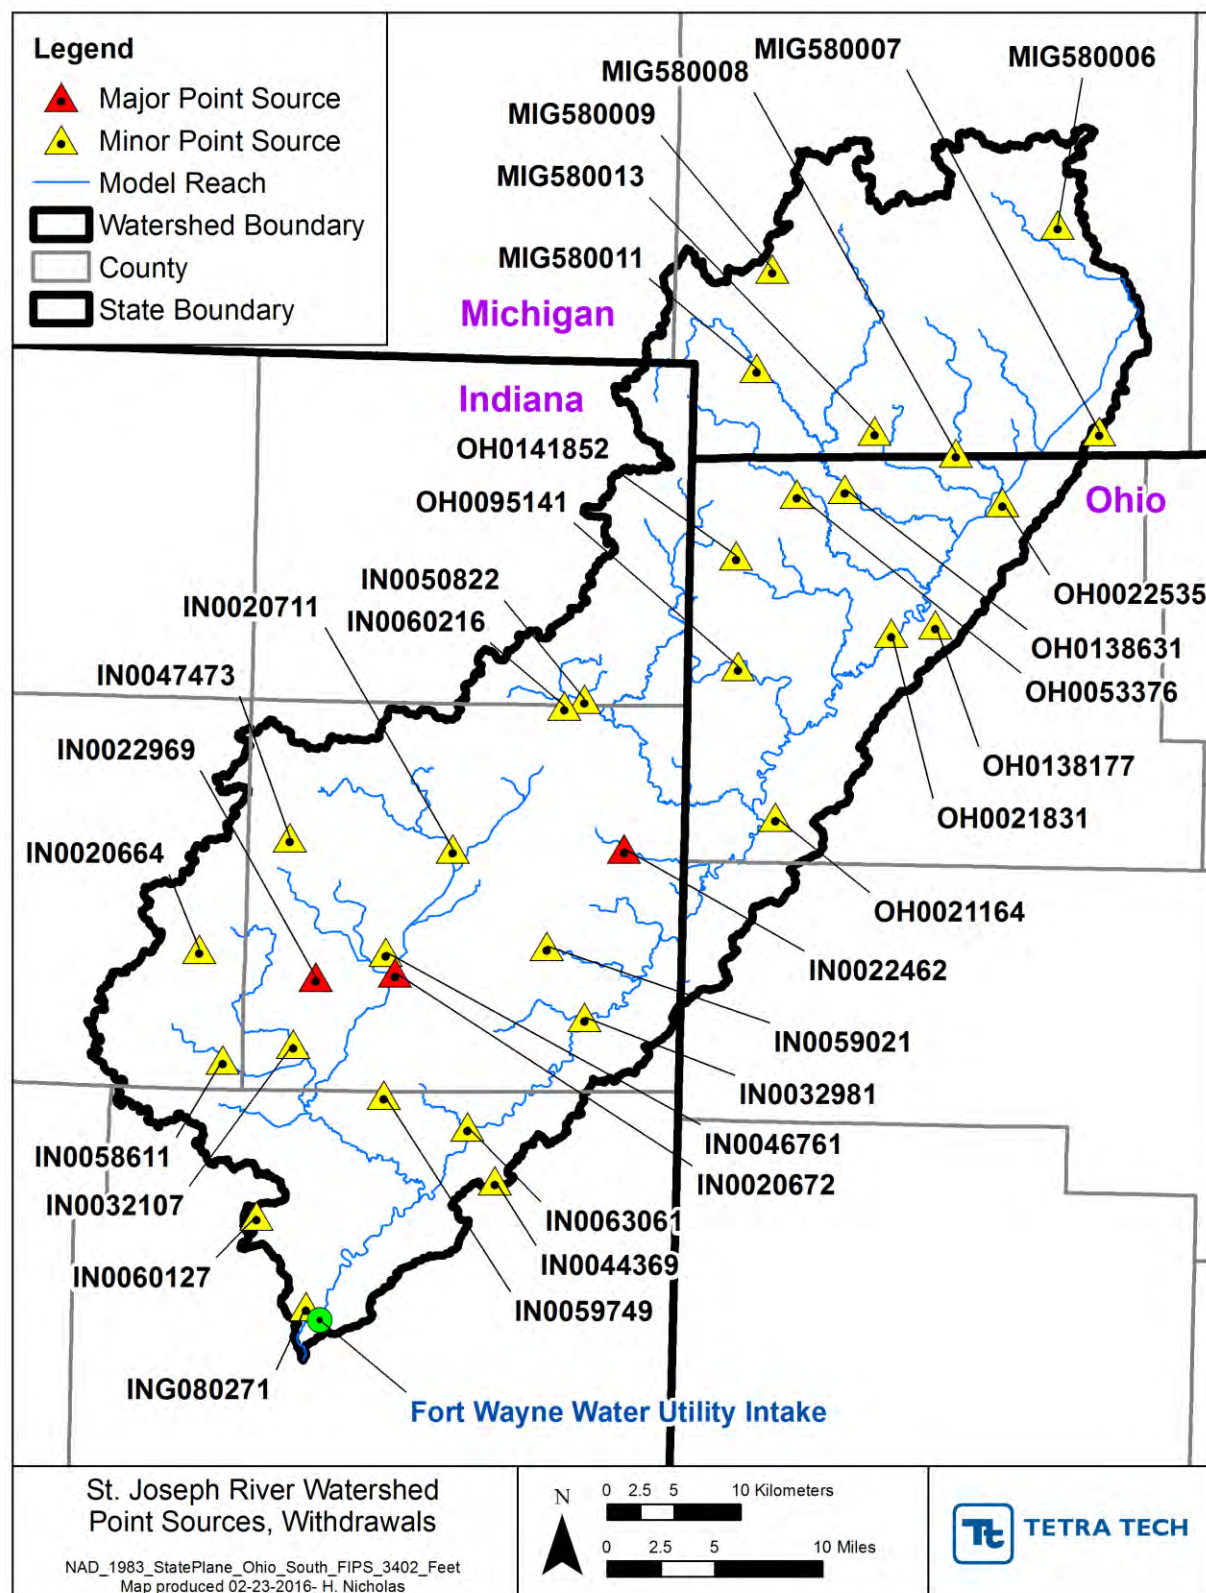 Legend
Major Point Source
Minor Point Source
Model Reach
Watershed Boundary
County
State Boundary
MIG580007
MIG580006
MIG580008
MIG580009
MIG580013
MIG580011
Michigan
Indiana
OH0141852
OH0095141
Ohio
IN0050822
IN0020711
IN0060216
OH0022535
OH0138631
OH0053376
IN0047473
IN0022969
OH0138177
OH0021831
IN0020664
OH0021164
IN0022462
IN0059021
IN0032981
IN0046761
IN0020672
IN0058611
IN0032107
IN0063061
IN0044369
IN0060127
IN0059749
ING080271
Fort Wayne Water Utility Intake
St. Joseph River Watershed
Point Sources, Withdrawals
NAD_1983_StatePlane_Ohio_South_FIPS_3402_Feet
Map produced 02-23-2016- H. Nicholas
N
0 2.5 5 10 Kilometers
0 2.5 5 10 Miles
Tt TETRA TECH